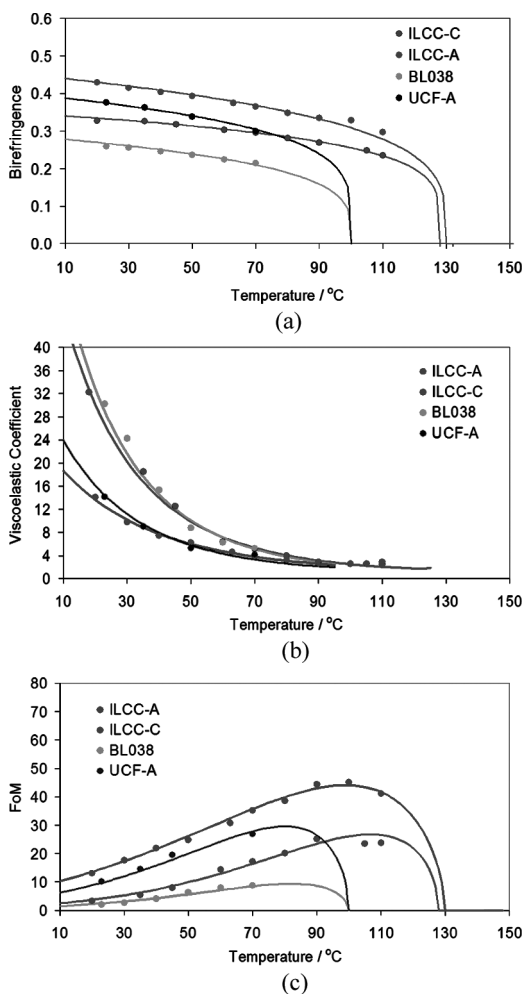 0.6
0.5
0.4
0.3
0.2
0.1
0.0
Birefringence
ILCC-C
ILCC-A
BL038
UCF-A
10 30 50 70 90 110 130 150
Temperature / °C
(a)
40
36
32
28
24
20
16
12
8
4
0
Viscoelastic Coefficient
ILCC-A
ILCC-C
BL038
UCF-A
10 30 50 70 90 110 130 150
Temperature / °C
(b)
80
70
60
50
40
30
20
10
0
FoM
ILCC-A
ILCC-C
BL038
UCF-A
10 30 50 70 90 110 130 150
Temperature / °C
(c)